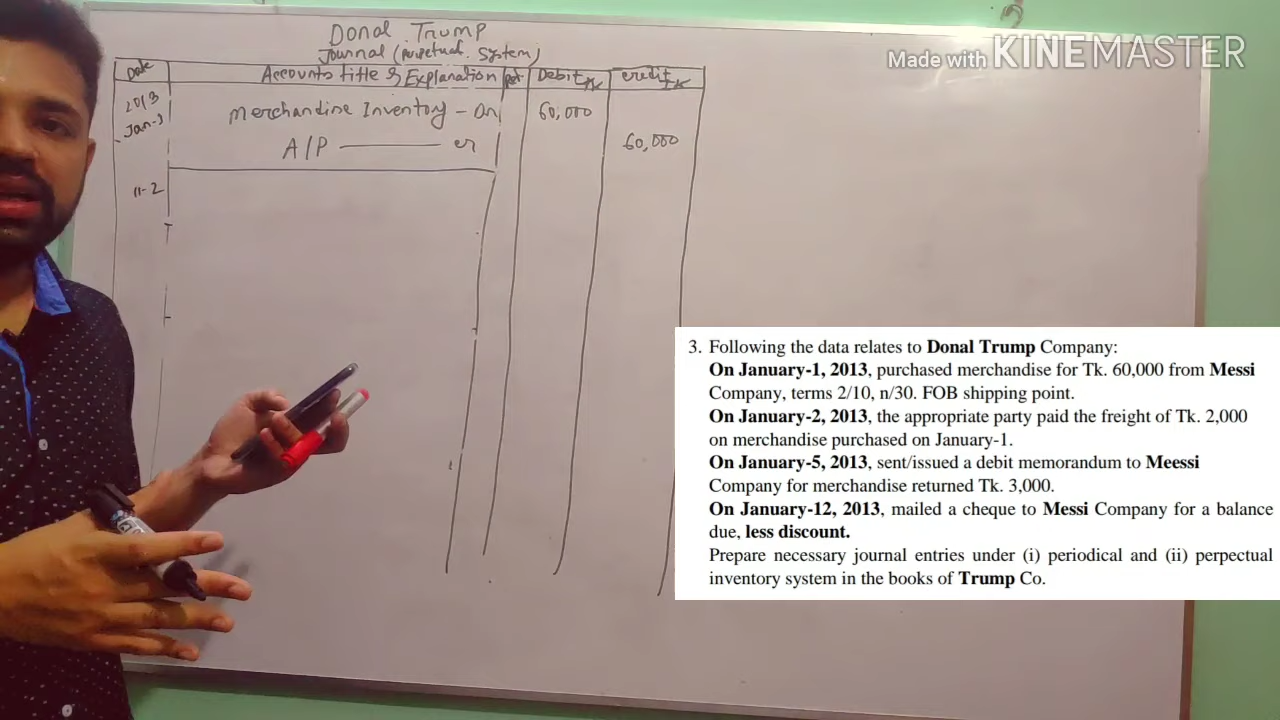 Made with KINEMASTER
Donal Trump
Journal (perpetual System)
Date Accounts title & Explanation Debit Credit
Tk Tk
2013
Jan-1 Merchandise Inventory – Dr 60,000
A/P — cr 60,000
11-2
3. Following the data relates to Donal Trump Company:
On January-1, 2013, purchased merchandise for Tk. 60,000 from Messi
Company, terms 2/10, n/30. FOB shipping point.
On January-2, 2013, the appropriate party paid the freight of Tk. 2,000
on merchandise purchased on January-1.
On January-5, 2013, sent/issued a debit memorandum to Meessi
Company for merchandise returned Tk. 3,000.
On January-12, 2013, mailed a cheque to Messi Company for a balance
due, less discount.
Prepare necessary journal entries under (i) periodical and (ii) perpectual
inventory system in the books of Trump Co.